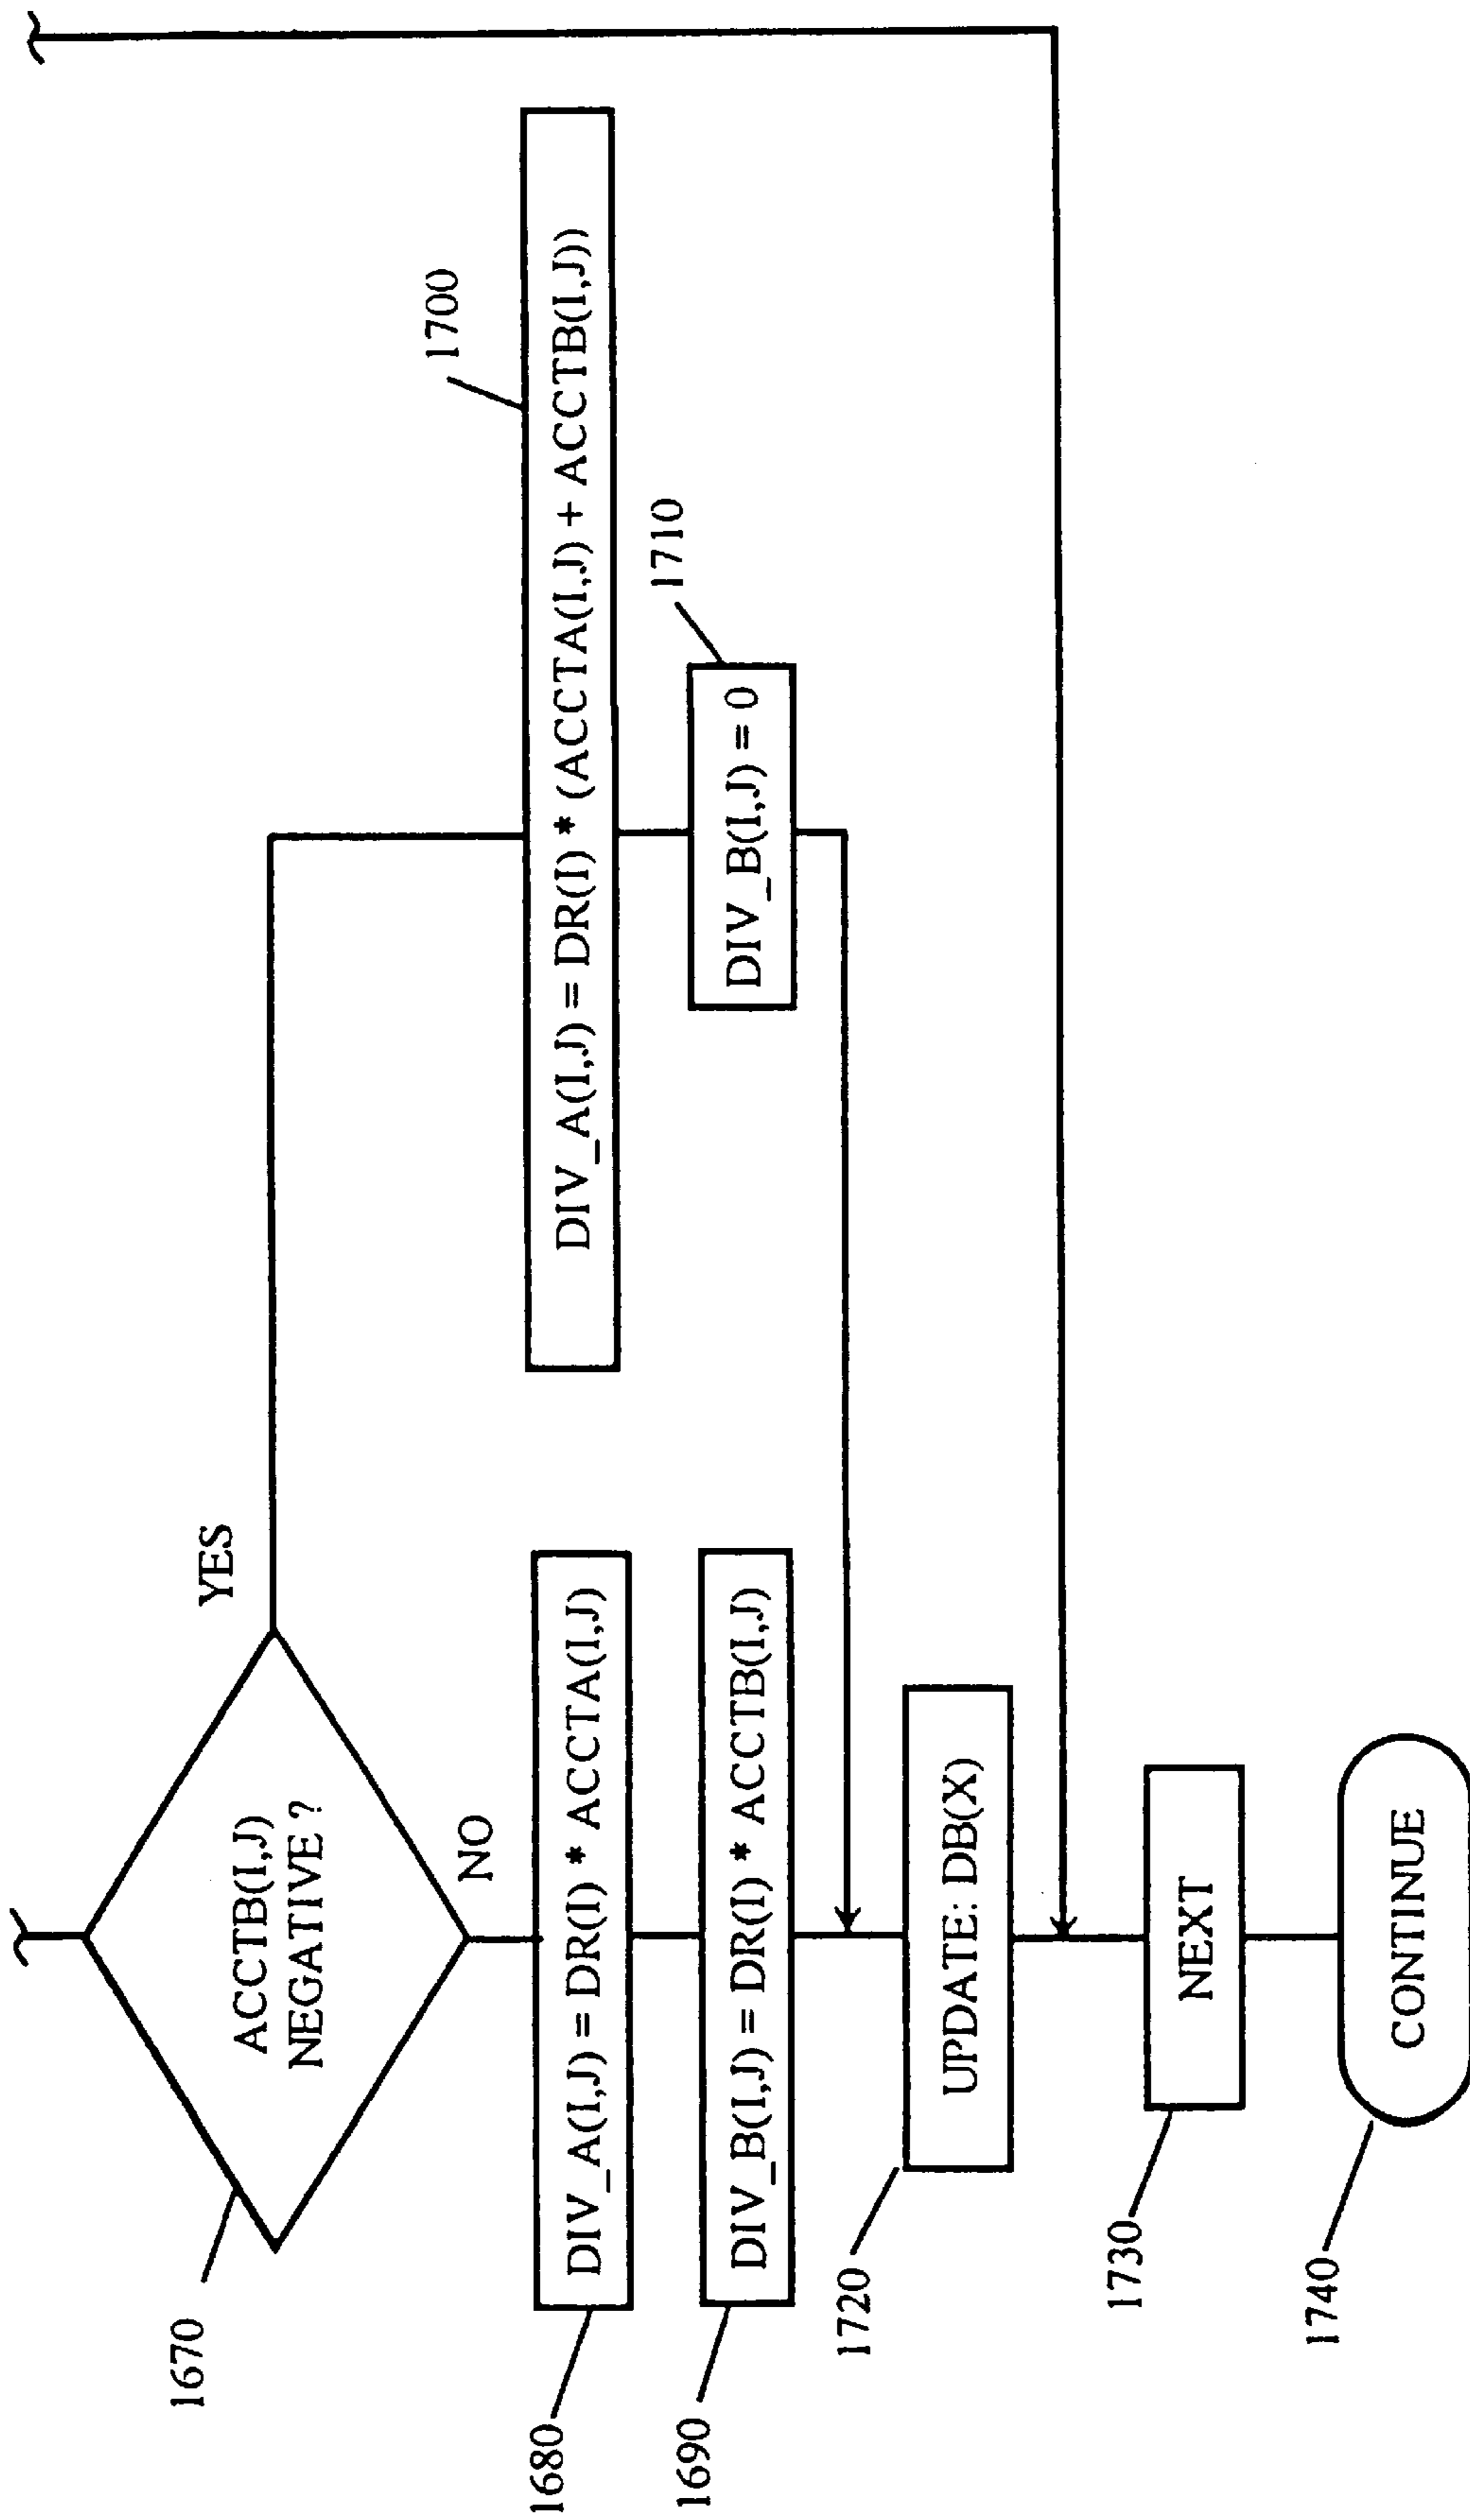 1670
ACCTB(I,J)
NEGATIVE?
YES
NO
1680
DIV_A(I,J) = DR(I) * ACCTA(I,J)
1700
DIV_A(I,J) = DR(I) * (ACCTA(I,J) + ACCTB(I,J))
1690
DIV_B(I,J) = DR(I) * ACCTB(I,J)
1710
DIV_B(I,J) = 0
1720
UPDATE: DB(X)
1730
NEXT
1740
CONTINUE